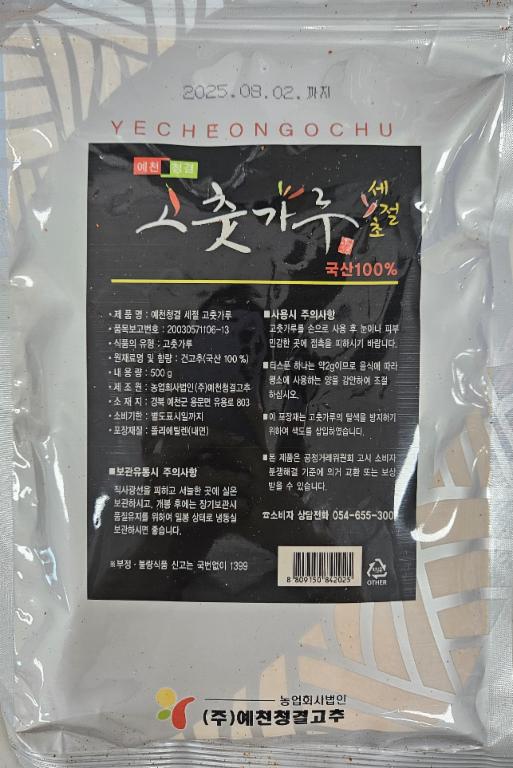 2025.08.02.까지
YECHEONGOCHU
예천 청결
고춧가루
세절초
국산100%
• 제 품 명 : 예천청결 세절 고춧가루
• 품목보고번호 : 20030571106-13
• 식품의 유형 : 고춧가루
• 원재료명 및 함량 : 건고추(국산 100 %)
• 내 용 량 : 500 g
• 제 조 원 : 농업회사법인(주)예천청결고추
• 소 재 지 : 경북 예천군 용문면 유용로 803
• 소비기한 : 별도표시일까지
• 포장재질 : 폴리에틸렌(내면)
■보관유통시 주의사항
직사광선을 피하고 서늘한 곳에 실온
보관하시고, 개봉 후에는 장기보관시
품질유지를 위하여 밀봉 상태로 냉동실
보관하시면 좋습니다.
※부정 · 불량식품 신고는 국번없이 1399
■사용시 주의사항
고춧가루를 손으로 사용 후 눈이나 피부
민감한 곳에 접촉을 피하시기 바랍니다.
■티스푼 하나는 약2g이므로 음식에 따라
평소에 사용하는 양을 감안하여 조절
하십시오.
■이 포장재는 고춧가루의 탈색을 방지하기
위하여 색도를 삽입하였습니다.
■본 제품은 공정거래위원회 고시 소비자
분쟁해결 기준에 의거 교환 또는 보상
받을 수 있습니다.
☎소비자 상담전화 054-655-300
8 809150 842025
OTHER
농업회사법인
(주)예천청결고추